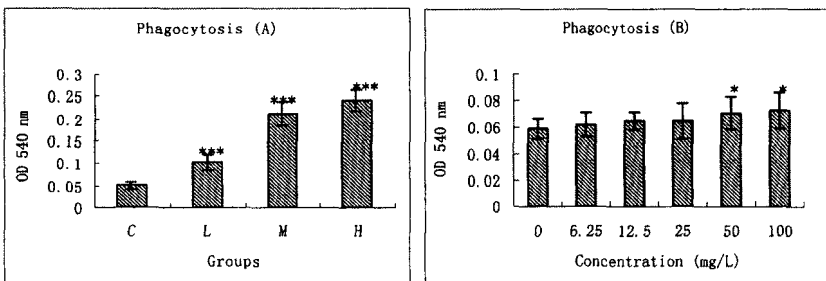 Phagocytosis (A)
OD 540 nm
0.3
0.25
0.2
0.15
0.1
0.05
0
***
***
***
C L M H
Groups
Phagocytosis (B)
OD 540 nm
0.1
0.08
0.06
0.04
0.02
0
*
*
0 6.25 12.5 25 50 100
Concentration (mg/L)